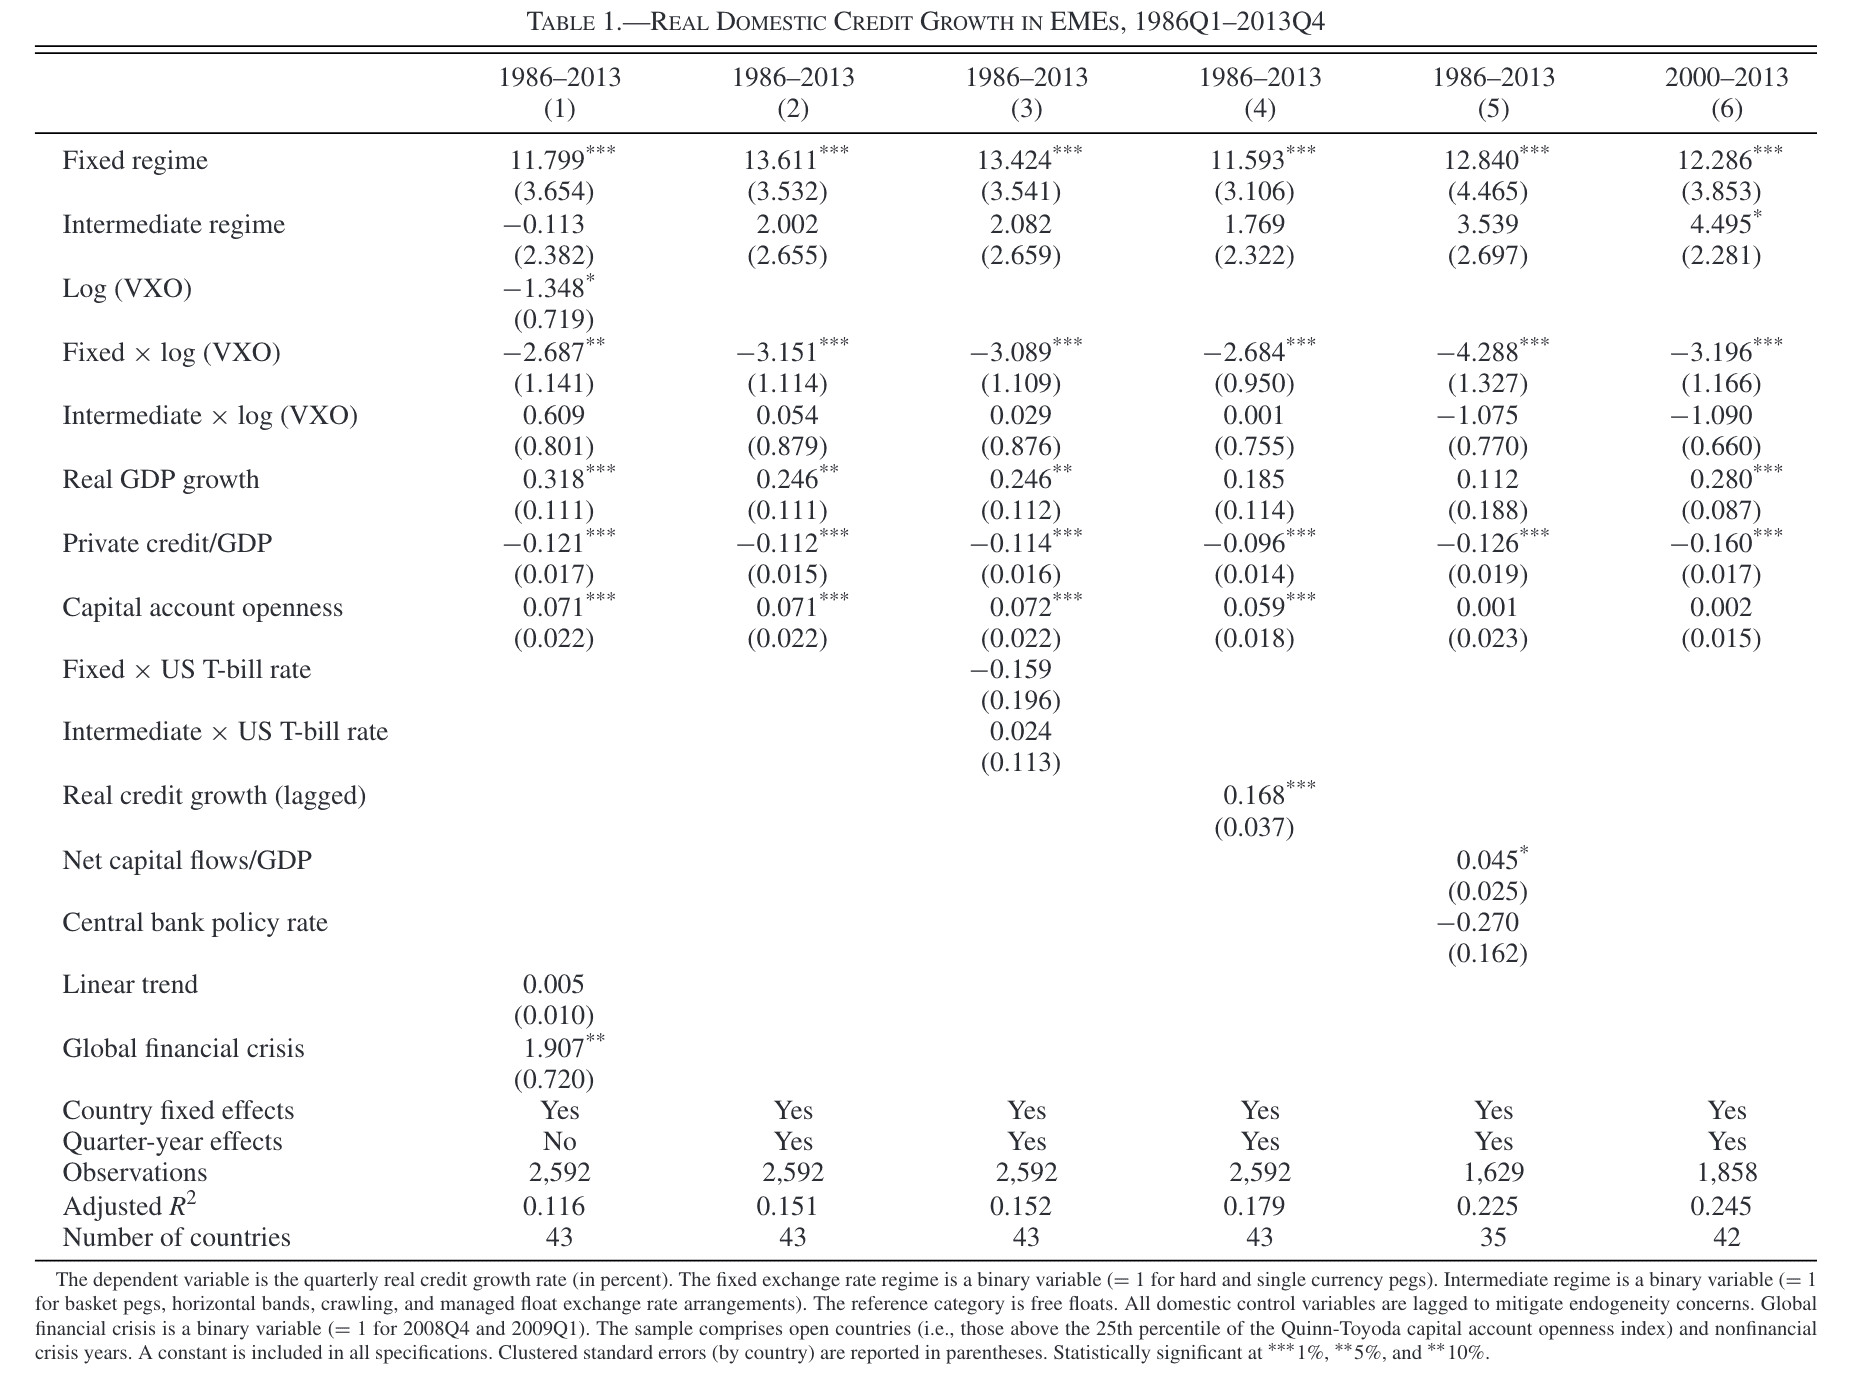 TABLE 1.—REAL DOMESTIC CREDIT GROWTH IN EMES, 1986Q1–2013Q4
1986–2013 1986–2013 1986–2013 1986–2013 1986–2013 2000–2013
(1) (2) (3) (4) (5) (6)
Fixed regime 11.799*** 13.611*** 13.424*** 11.593*** 12.840*** 12.286***
(3.654) (3.532) (3.541) (3.106) (4.465) (3.853)
Intermediate regime −0.113 2.002 2.082 1.769 3.539 4.495*
(2.382) (2.655) (2.659) (2.322) (2.697) (2.281)
Log (VXO) −1.348*
(0.719)
Fixed × log (VXO) −2.687** −3.151*** −3.089*** −2.684*** −4.288*** −3.196***
(1.141) (1.114) (1.109) (0.950) (1.327) (1.166)
Intermediate × log (VXO) 0.609 0.054 0.029 0.001 −1.075 −1.090
(0.801) (0.879) (0.876) (0.755) (0.770) (0.660)
Real GDP growth 0.318*** 0.246** 0.246** 0.185 0.112 0.280***
(0.111) (0.111) (0.112) (0.114) (0.188) (0.087)
Private credit/GDP −0.121*** −0.112*** −0.114*** −0.096*** −0.126*** −0.160***
(0.017) (0.015) (0.016) (0.014) (0.019) (0.017)
Capital account openness 0.071*** 0.071*** 0.072*** 0.059*** 0.001 0.002
(0.022) (0.022) (0.022) (0.018) (0.023) (0.015)
Fixed × US T-bill rate −0.159
(0.196)
Intermediate × US T-bill rate 0.024
(0.113)
Real credit growth (lagged) 0.168***
(0.037)
Net capital flows/GDP 0.045*
(0.025)
Central bank policy rate −0.270
(0.162)
Linear trend 0.005
(0.010)
Global financial crisis 1.907**
(0.720)
Country fixed effects Yes Yes Yes Yes Yes Yes
Quarter-year effects No Yes Yes Yes Yes Yes
Observations 2,592 2,592 2,592 2,592 1,629 1,858
Adjusted R² 0.116 0.151 0.152 0.179 0.225 0.245
Number of countries 43 43 43 43 35 42
The dependent variable is the quarterly real credit growth rate (in percent). The fixed exchange rate regime is a binary variable (= 1 for hard and single currency pegs). Intermediate regime is a binary variable (= 1
for basket pegs, horizontal bands, crawling, and managed float exchange rate arrangements). The reference category is free floats. All domestic control variables are lagged to mitigate endogeneity concerns. Global
financial crisis is a binary variable (= 1 for 2008Q4 and 2009Q1). The sample comprises open countries (i.e., those above the 25th percentile of the Quinn-Toyoda capital account openness index) and nonfinancial
crisis years. A constant is included in all specifications. Clustered standard errors (by country) are reported in parentheses. Statistically significant at ***1%, **5%, and **10%.